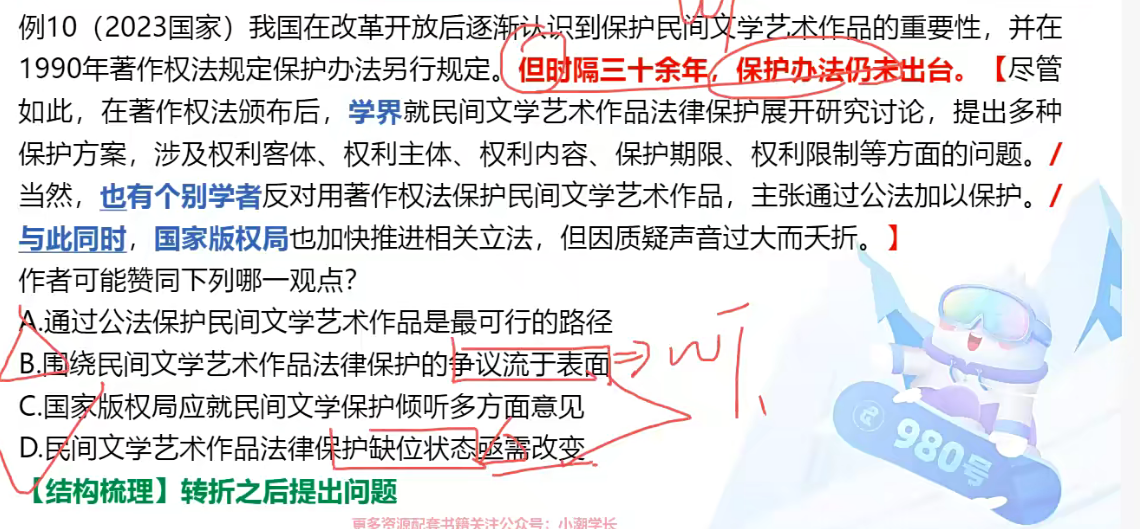 例10（2023国家）我国在改革开放后逐渐认识到保护民间文学艺术作品的重要性，并在
1990年著作权法规定保护办法另行规定。但时隔三十余年，保护办法仍未出台。【尽管
如此，在著作权法颁布后，学界就民间文学艺术作品法律保护展开研究讨论，提出多种
保护方案，涉及权利客体、权利主体、权利内容、保护期限、权利限制等方面的问题。/
当然，也有个别学者反对用著作权法保护民间文学艺术作品，主张通过公法加以保护。/
与此同时，国家版权局也加快推进相关立法，但因质疑声音过大而夭折。】
作者可能赞同下列哪一观点？
A.通过公法保护民间文学艺术作品是最可行的路径
B.围绕民间文学艺术作品法律保护的争议流于表面
C.国家版权局应就民间文学保护倾听多方面意见
D.民间文学艺术作品法律保护缺位状态亟需改变
【结构梳理】转折之后提出问题
980号
更多资源配套书籍关注公众号：小潮学长